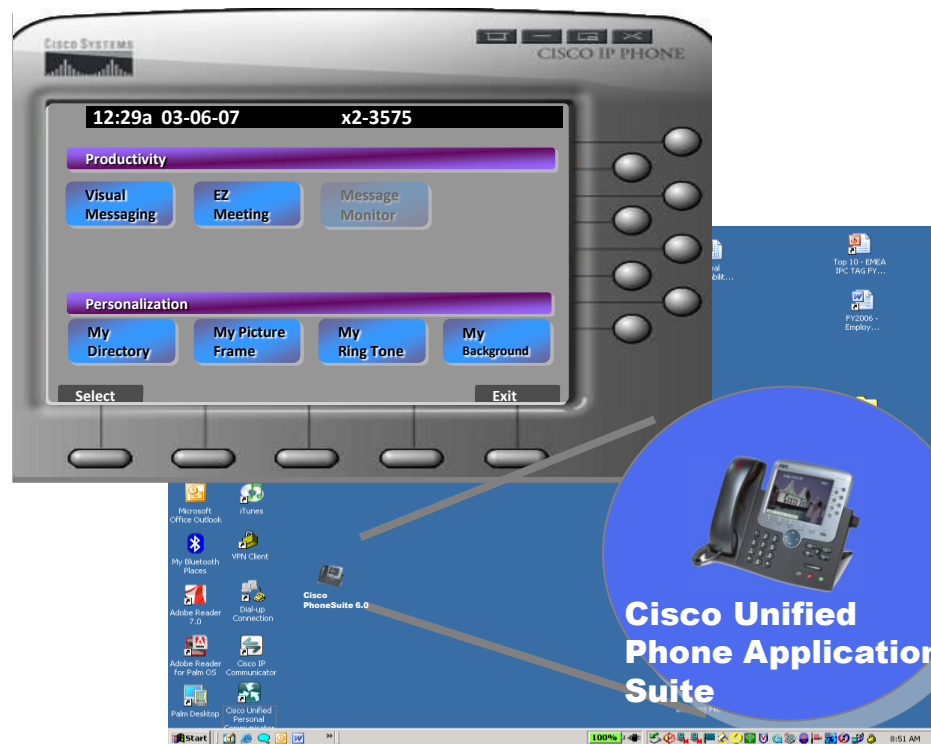 CISCO SYSTEMS
CISCO IP PHONE
12:29a 03-06-07 x2-3575
Productivity
Visual
Messaging
EZ
Meeting
Message
Monitor
Personalization
My
Directory
My Picture
Frame
My
Ring Tone
My
Background
Select Exit
Top 10 - EMEA
IPC TAG FY...
FY2006 -
Employ...
Microsoft
Office Outlook
iTunes
My Bluetooth
Places
VPN Client
Adobe Reader
7.0
Dial-up
Connection
Cisco
PhoneSuite 6.0
Adobe Reader
for Palm OS
Cisco IP
Communicator
Palm Desktop
Cisco Unified
Personal
Communicator
Cisco Unified
Phone Application
Suite
Start
100%
8:51 AM